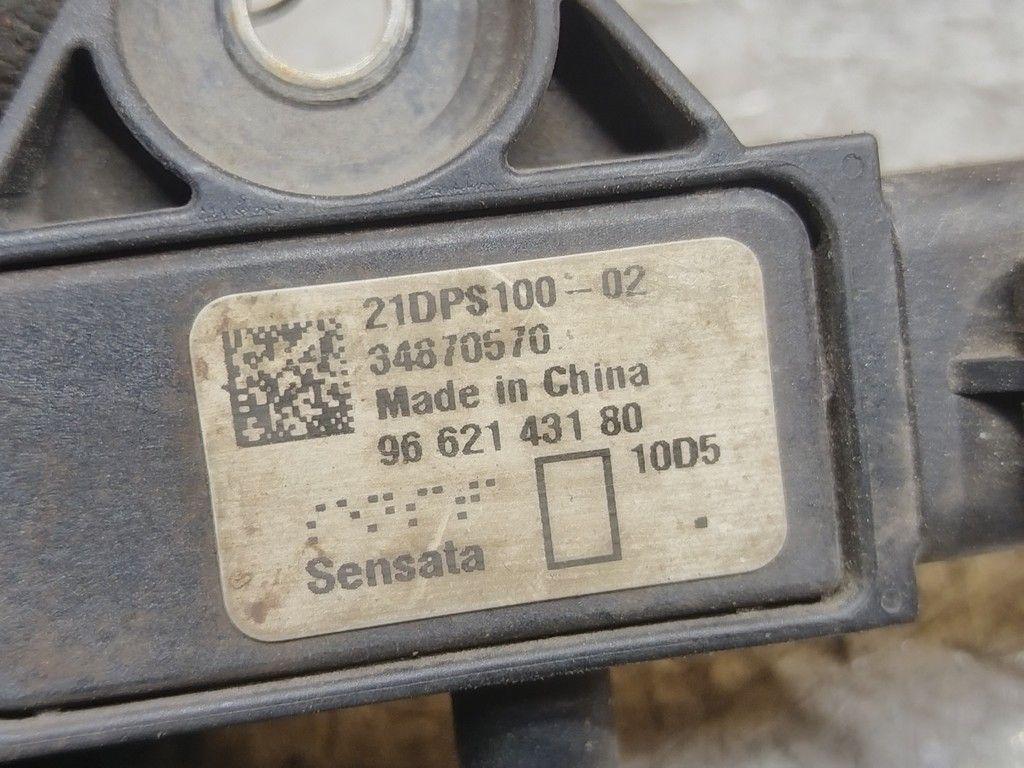 21DPS100-02
34870570
Made in China
96 621 431 80
10D5
Sensata